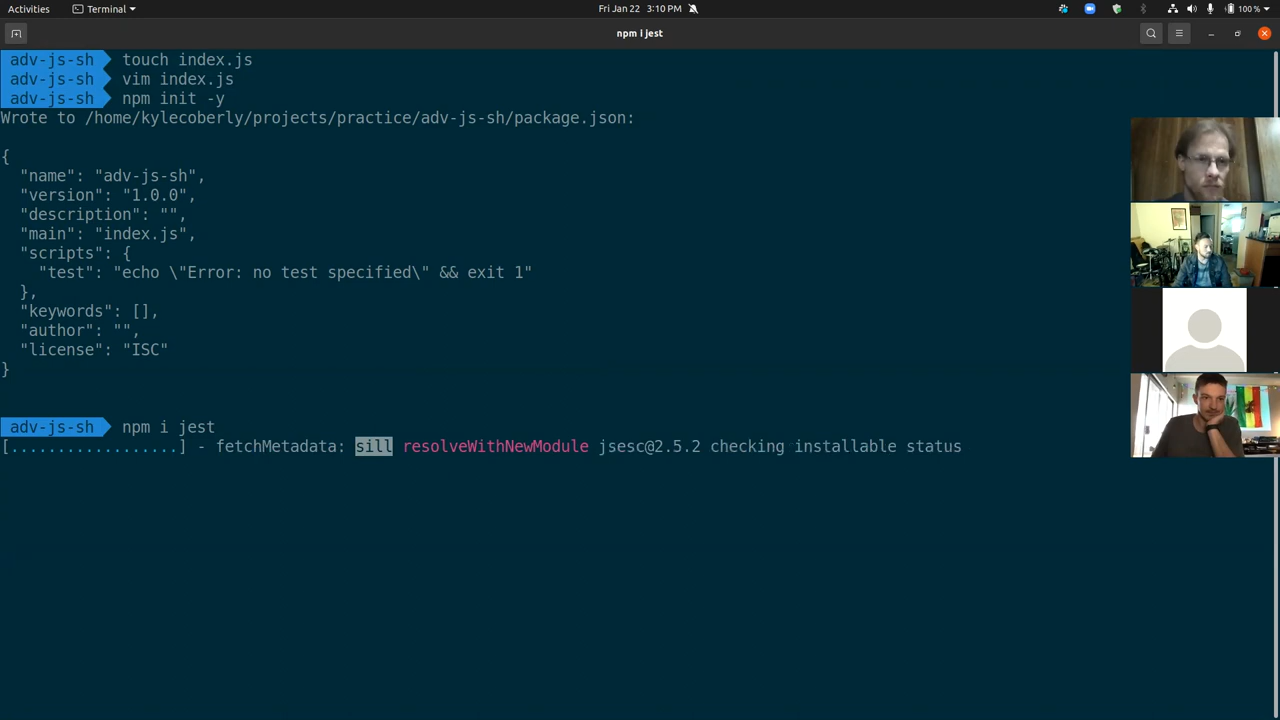 Activities
Terminal
Fri Jan 22 3:10 PM
100 %
npm i jest
adv-js-sh touch index.js
adv-js-sh vim index.js
adv-js-sh npm init -y
Wrote to /home/kylecoberly/projects/practice/adv-js-sh/package.json:
{
"name": "adv-js-sh",
"version": "1.0.0",
"description": "",
"main": "index.js",
"scripts": {
"test": "echo \"Error: no test specified\" && exit 1"
},
"keywords": [],
"author": "",
"license": "ISC"
}
adv-js-sh npm i jest
[..................] - fetchMetadata: sill resolveWithNewModule jsesc@2.5.2 checking installable status